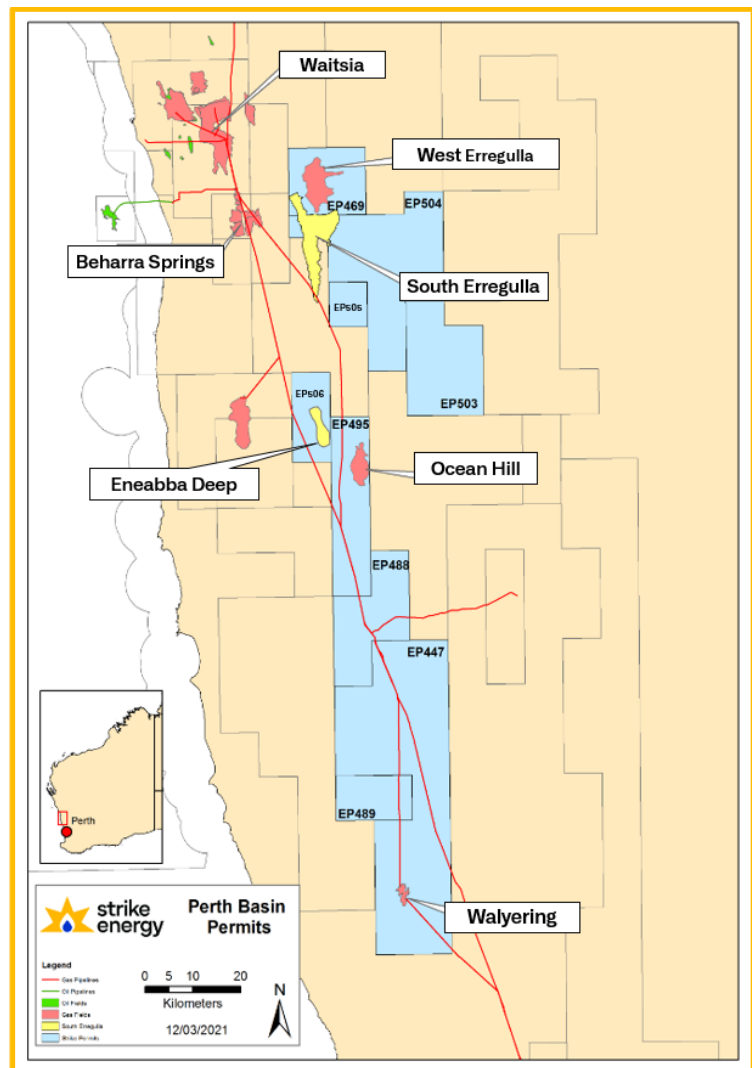 Waitsia
West Erregulla
EP469
EP504
Beharra Springs
South Erregulla
EP505
EP506
EP503
EP495
Eneabba Deep
Ocean Hill
EP488
EP447
Perth
EP489
Walyering
strike
energy
Perth Basin
Permits
Legend
Gas Pipelines
Oil Pipelines
Oil Fields
Gas Fields
South Erregulla
Strike Permits
0 5 10 20
Kilometers
N
12/03/2021